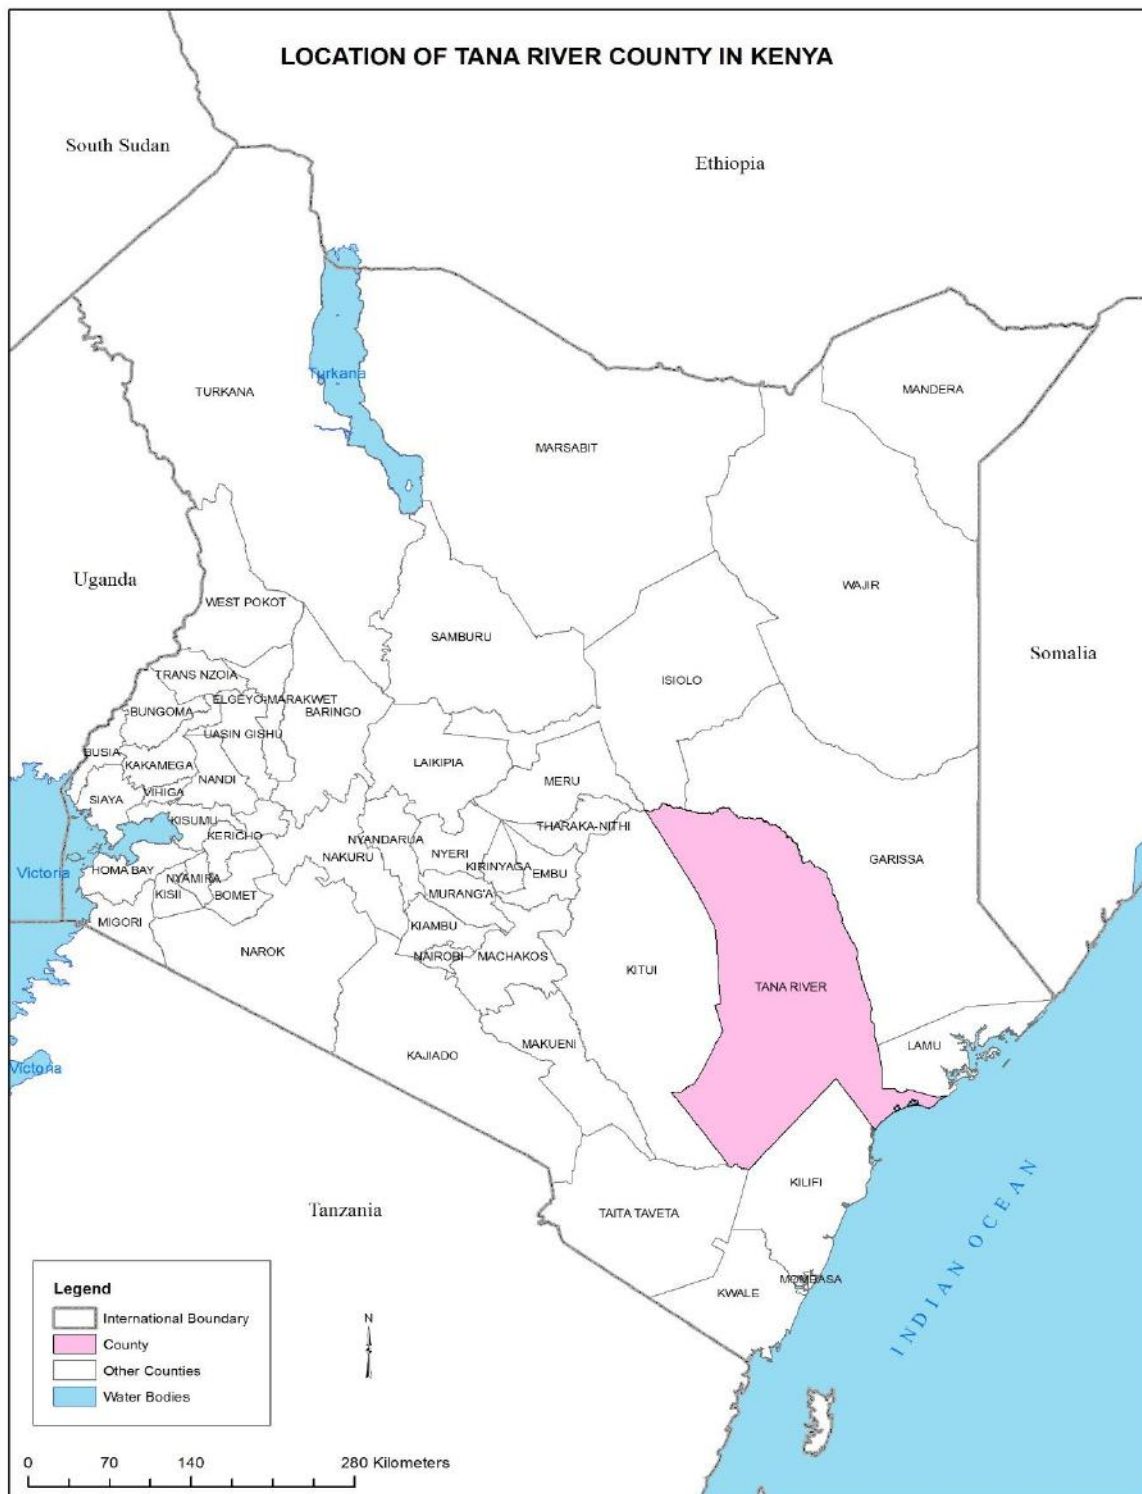 LOCATION OF TANA RIVER COUNTY IN KENYA
South Sudan
Ethiopia
Turkana
TURKANA
MANDERA
MARSABIT
Uganda
WAJIR
WEST POKOT
SAMBURU
Somalia
TRANS NZOIA
ISIOLO
ELGEYO-MARAKWET
BUNGOMA
BARINGO
UASIN GISHU
BUSIA
KAKAMEGA
LAIKIPIA
NANDI
MERU
VIHIGA
SIAYA
KISUMU
THARAKA-NITHI
KERICHO
NYANDARUA
NYERI
NAKURU
GARISSA
KIRINYAGA
Victoria
HOMA BAY
EMBU
NYAMIRA
KISII
BOMET
MURANG'A
MIGORI
KIAMBU
NAROK
NAIROBI
MACHAKOS
KITUI
TANA RIVER
MAKUENI
LAMU
KAJIADO
Victoria
KILIFI
Tanzania
TAITA TAVETA
INDIAN OCEAN
MOMBASA
KWALE
Legend
International Boundary
County
Other Counties
Water Bodies
N
0 70 140 280 Kilometers